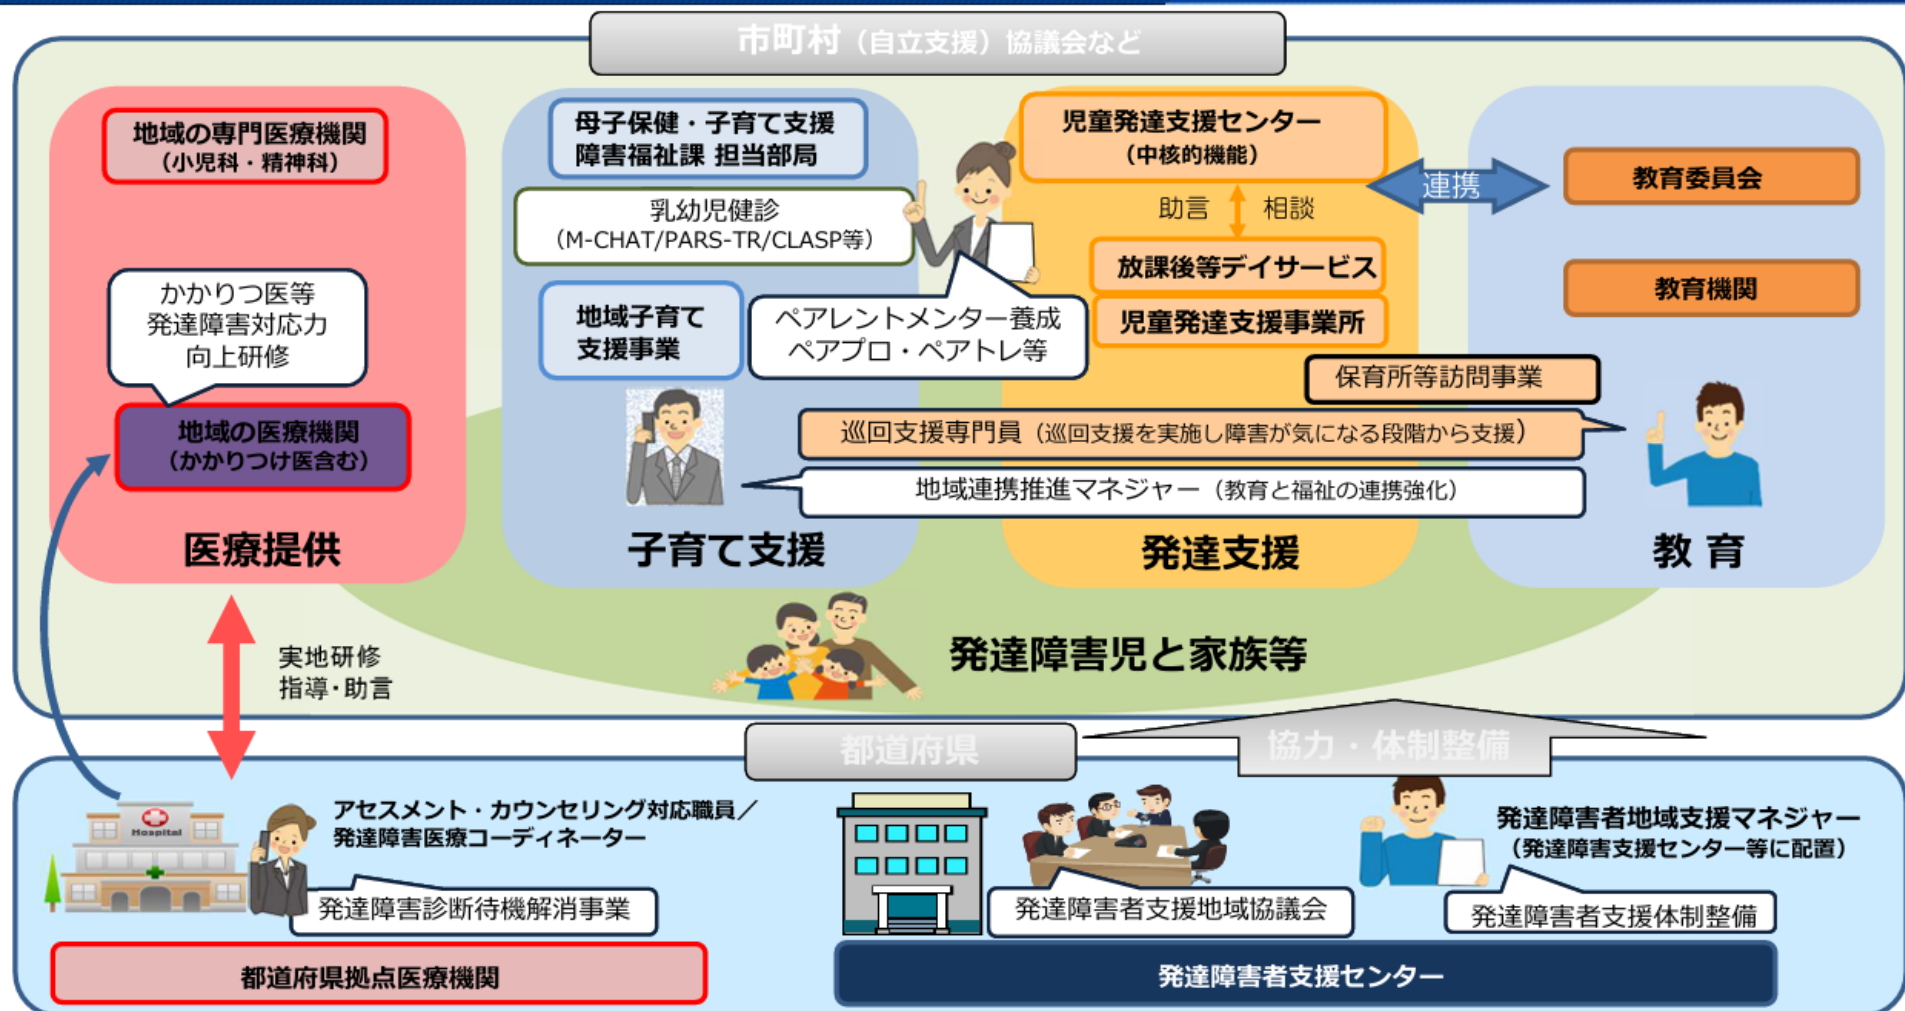 市町村（自立支援）協議会など
地域の専門医療機関
（小児科・精神科）
かかりつ医等
発達障害対応力
向上研修
地域の医療機関
（かかりつけ医含む）
医療提供
母子保健・子育て支援
障害福祉課 担当部局
乳幼児健診
（M-CHAT/PARS-TR/CLASP等）
地域子育て
支援事業
ペアレントメンター養成
ペアプロ・ペアトレ等
子育て支援
児童発達支援センター
（中核的機能）
助言 相談
放課後等デイサービス
児童発達支援事業所
連携
教育委員会
教育機関
保育所等訪問事業
巡回支援専門員（巡回支援を実施し障害が気になる段階から支援）
地域連携推進マネジャー（教育と福祉の連携強化）
発達支援
教 育
発達障害児と家族等
実地研修
指導・助言
都道府県
協力・体制整備
Hospital
アセスメント・カウンセリング対応職員／
発達障害医療コーディネーター
発達障害診断待機解消事業
都道府県拠点医療機関
発達障害者支援地域協議会
発達障害者地域支援マネジャー
（発達障害支援センター等に配置）
発達障害者支援体制整備
発達障害者支援センター